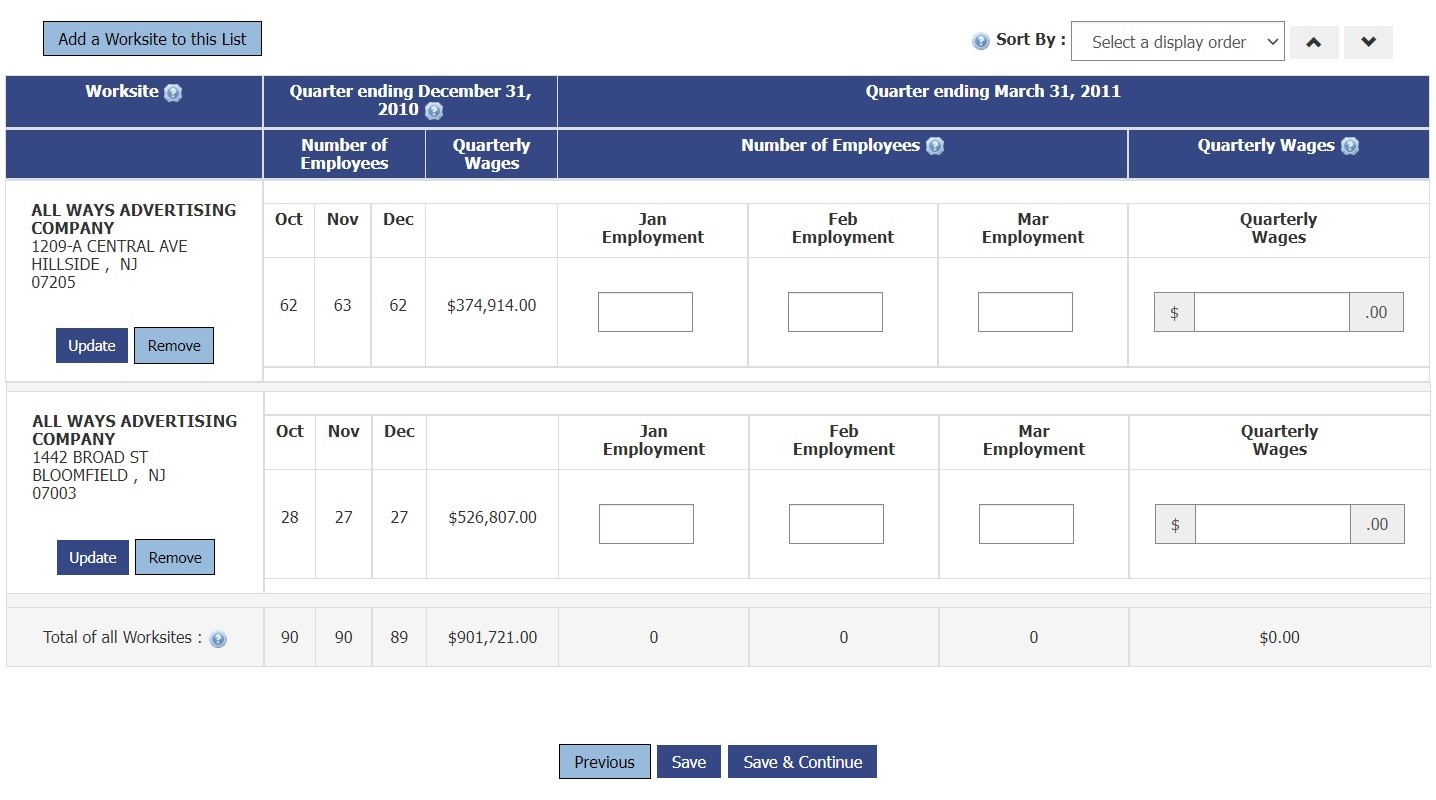 Add a Worksite to this List
Sort By :
Select a display order
Worksite
Quarter ending December 31,
2010
Quarter ending March 31, 2011
Number of
Employees
Quarterly
Wages
Number of Employees
Quarterly Wages
ALL WAYS ADVERTISING
COMPANY
1209-A CENTRAL AVE
HILLSIDE , NJ
07205
Update
Remove
Oct
Nov
Dec
Jan
Employment
Feb
Employment
Mar
Employment
Quarterly
Wages
62
63
62
$374,914.00
$
.00
ALL WAYS ADVERTISING
COMPANY
1442 BROAD ST
BLOOMFIELD , NJ
07003
Update
Remove
Oct
Nov
Dec
Jan
Employment
Feb
Employment
Mar
Employment
Quarterly
Wages
28
27
27
$526,807.00
$
.00
Total of all Worksites :
90
90
89
$901,721.00
0
0
0
$0.00
Previous
Save
Save & Continue